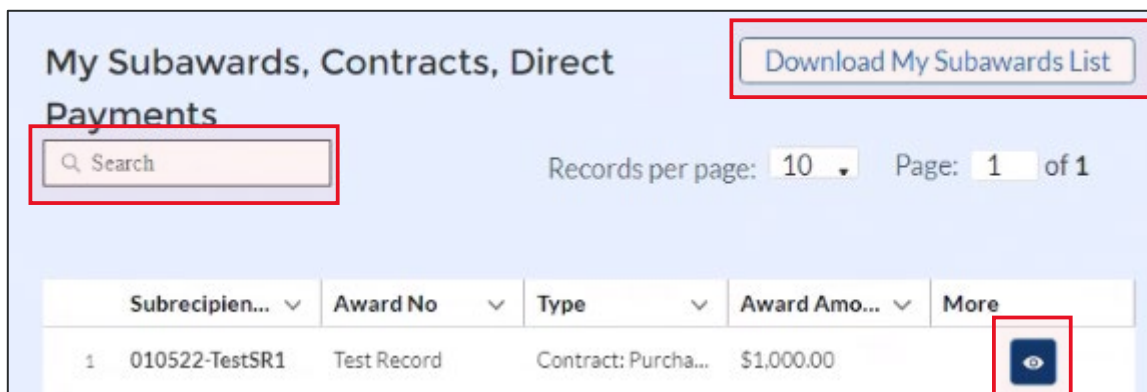 My Subawards, Contracts, Direct
Payments
Download My Subawards List
Search
Records per page: 10 Page: 1 of 1
Subrecipien... Award No Type Award Amo... More
1 010522-TestSR1 Test Record Contract: Purcha... $1,000.00